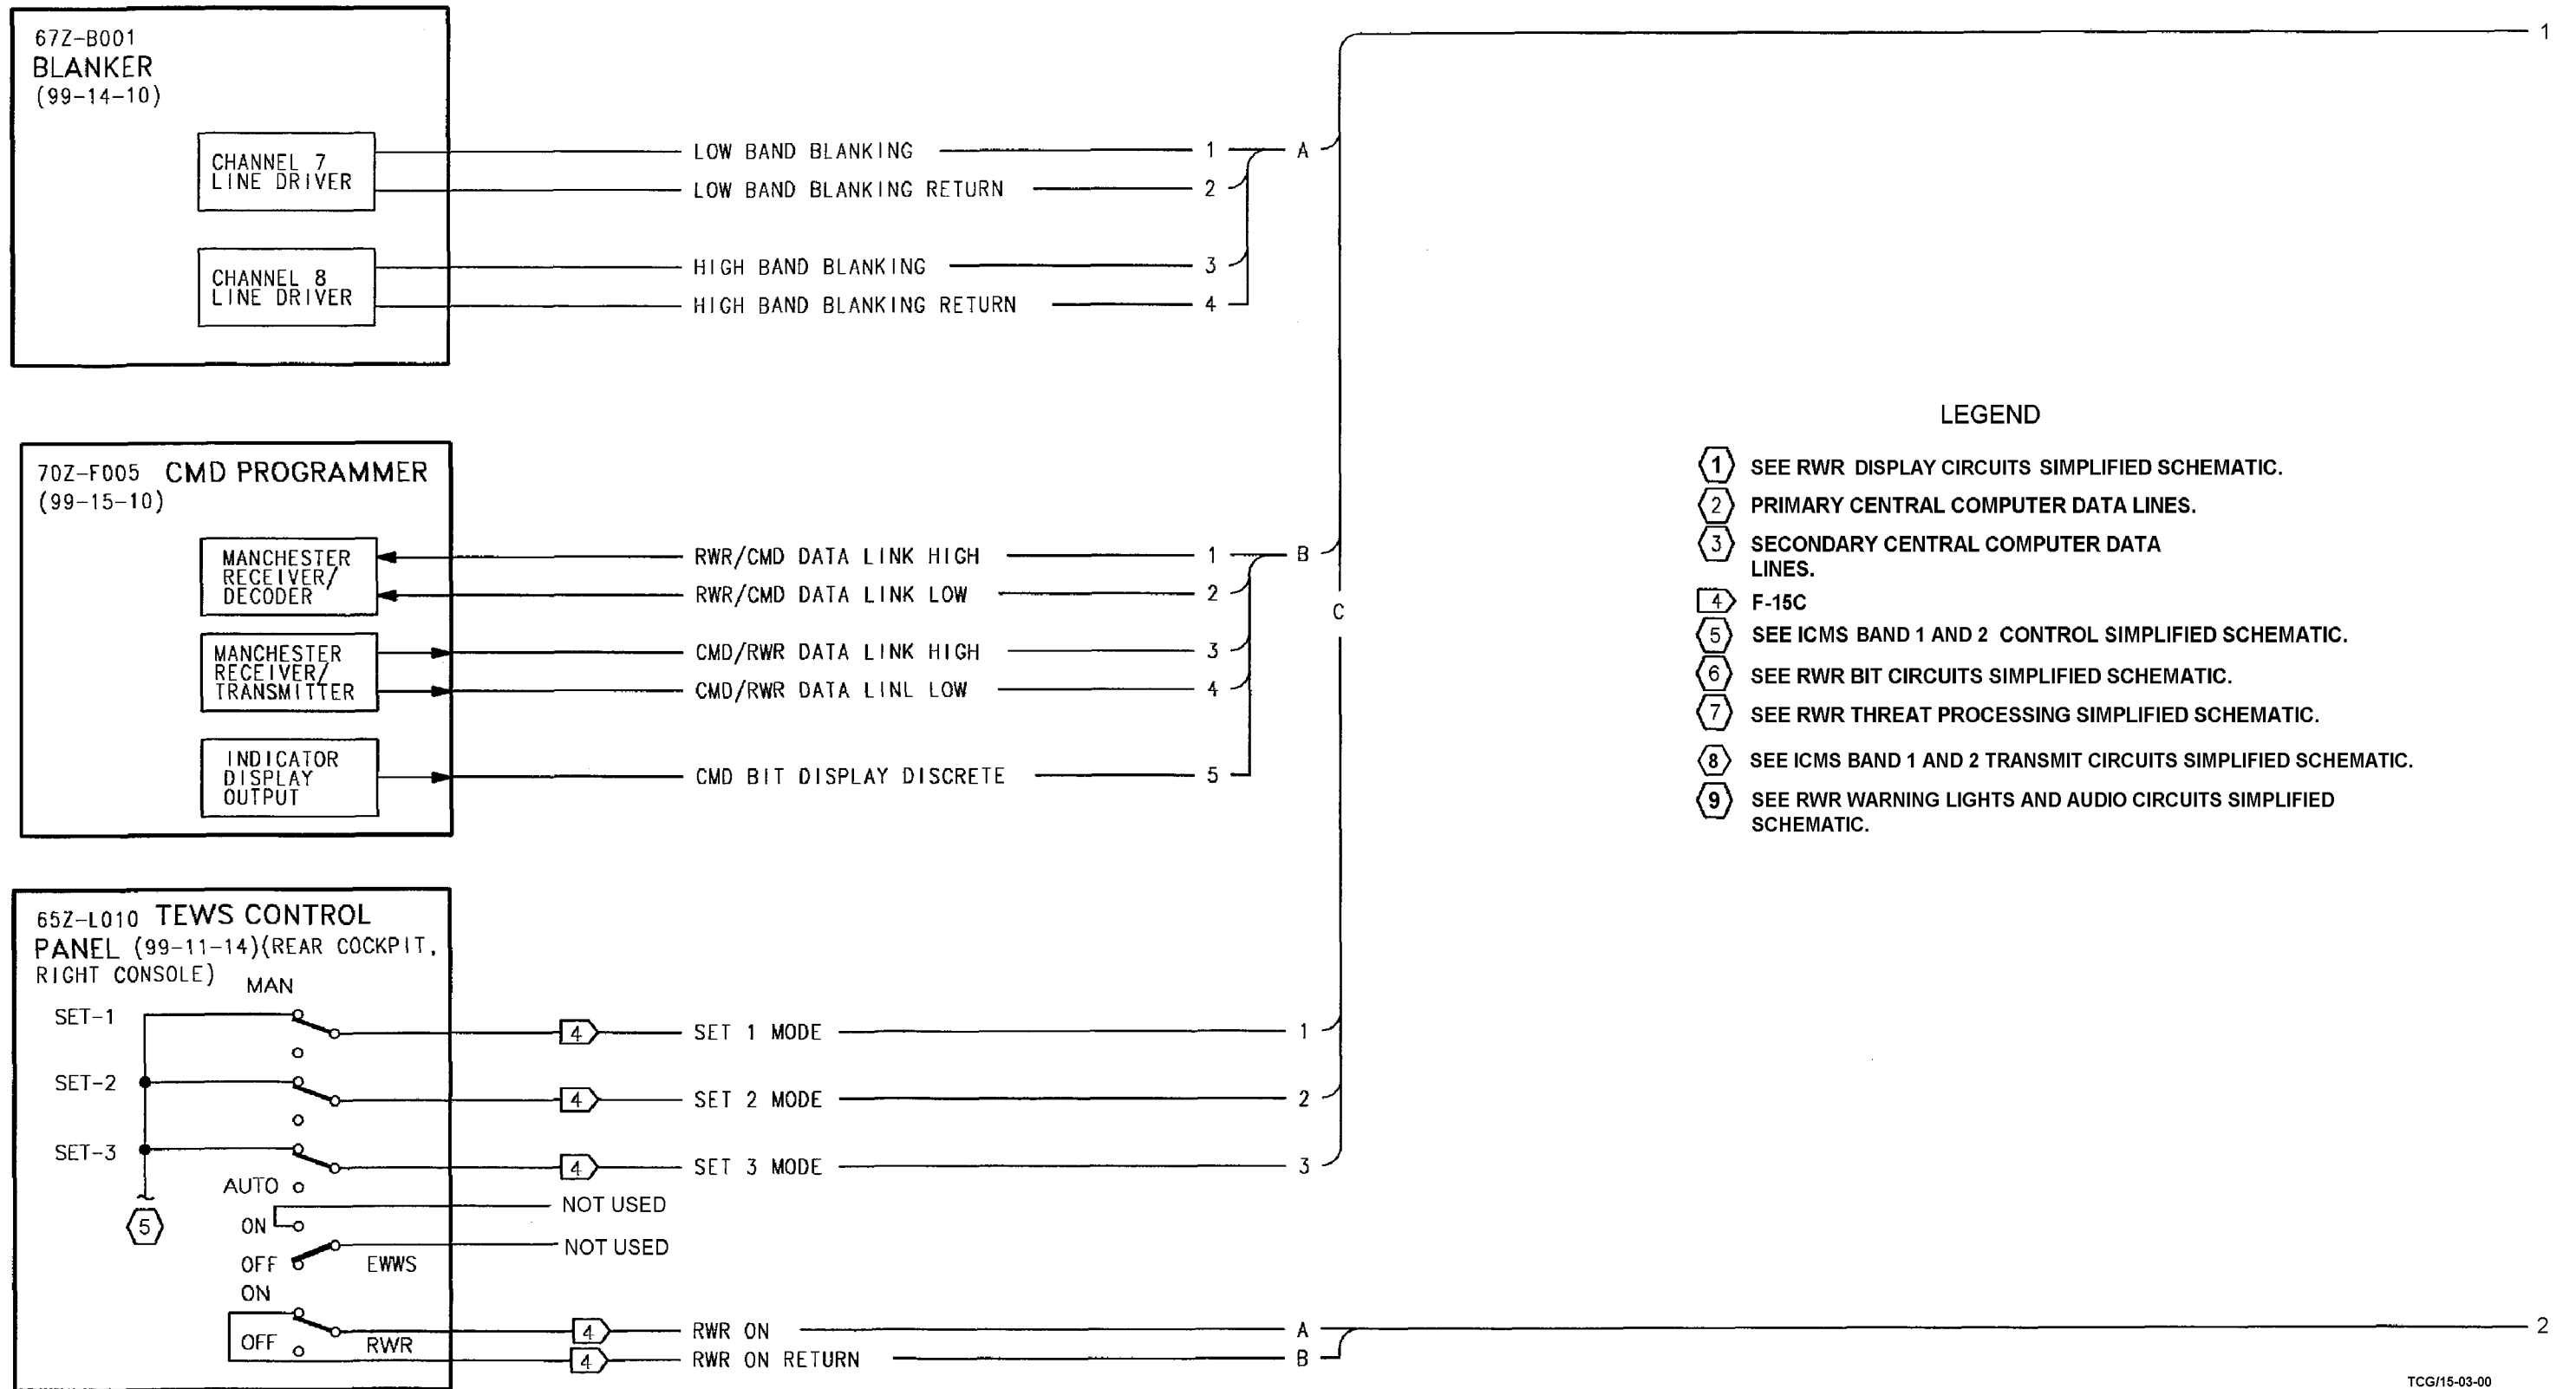 67Z-B001
BLANKER
(99-14-10)
CHANNEL 7
LINE DRIVER
LOW BAND BLANKING 1 A
LOW BAND BLANKING RETURN 2
CHANNEL 8
LINE DRIVER
HIGH BAND BLANKING 3
HIGH BAND BLANKING RETURN 4
1
70Z-F005 CMD PROGRAMMER
(99-15-10)
MANCHESTER
RECEIVER/
DECODER
RWR/CMD DATA LINK HIGH 1 B
RWR/CMD DATA LINK LOW 2
MANCHESTER
RECEIVER/
TRANSMITTER
CMD/RWR DATA LINK HIGH 3
CMD/RWR DATA LINL LOW 4
INDICATOR
DISPLAY
OUTPUT
CMD BIT DISPLAY DISCRETE 5
C
LEGEND
1 SEE RWR DISPLAY CIRCUITS SIMPLIFIED SCHEMATIC.
2 PRIMARY CENTRAL COMPUTER DATA LINES.
3 SECONDARY CENTRAL COMPUTER DATA
LINES.
4 F-15C
5 SEE ICMS BAND 1 AND 2 CONTROL SIMPLIFIED SCHEMATIC.
6 SEE RWR BIT CIRCUITS SIMPLIFIED SCHEMATIC.
7 SEE RWR THREAT PROCESSING SIMPLIFIED SCHEMATIC.
8 SEE ICMS BAND 1 AND 2 TRANSMIT CIRCUITS SIMPLIFIED SCHEMATIC.
9 SEE RWR WARNING LIGHTS AND AUDIO CIRCUITS SIMPLIFIED
SCHEMATIC.
65Z-L010 TEWS CONTROL
PANEL (99-11-14)(REAR COCKPIT,
RIGHT CONSOLE)
MAN
SET-1 4 SET 1 MODE 1
SET-2 4 SET 2 MODE 2
SET-3 4 SET 3 MODE 3
AUTO
NOT USED
5
ON
NOT USED
OFF EWWS
ON
4 RWR ON A
OFF RWR
4 RWR ON RETURN B
2
TCG/15-03-00